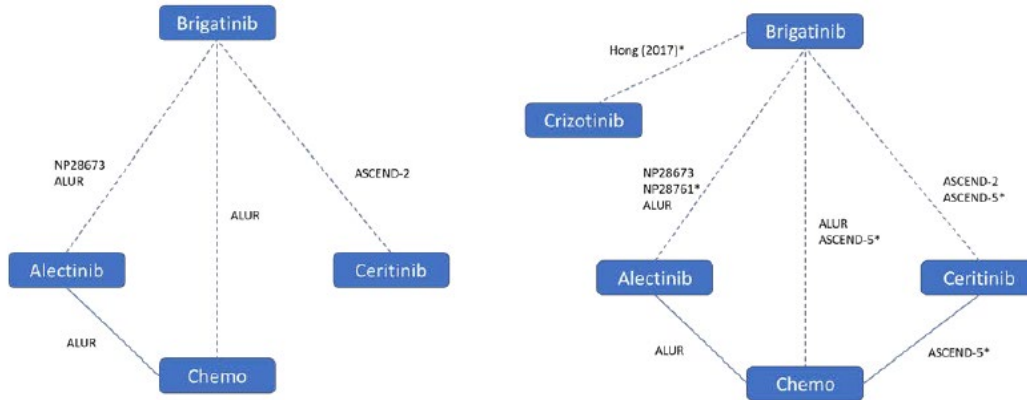 Brigatinib
NP28673
ALUR
ALUR
ASCEND-2
Alectinib
Ceritinib
ALUR
Chemo
Brigatinib
Hong (2017)*
Crizotinib
NP28673
NP28761*
ALUR
ALUR
ASCEND-5*
ASCEND-2
ASCEND-5*
Alectinib
Ceritinib
ALUR
ASCEND-5*
Chemo